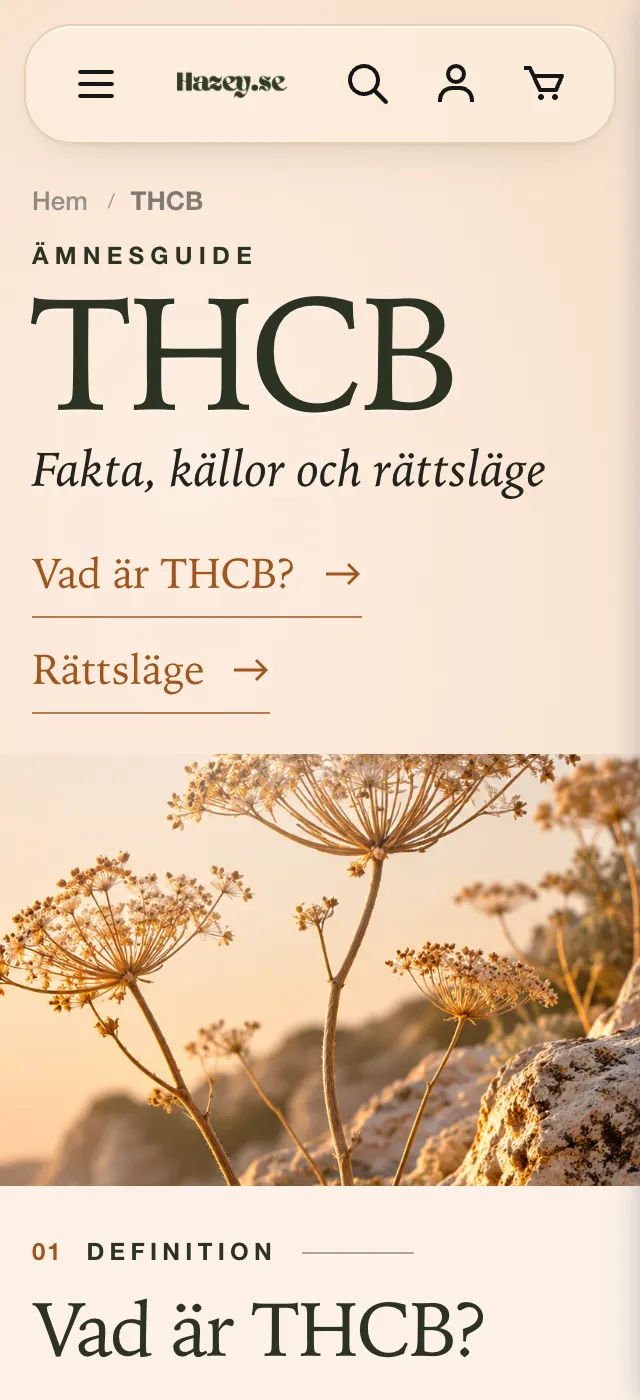 Hazey.se
Hem / THCB
ÄMNESGUIDE
THCB
Fakta, källor och rättsläge
Vad är THCB? →
Rättsläge →
01 DEFINITION
Vad är THCB?